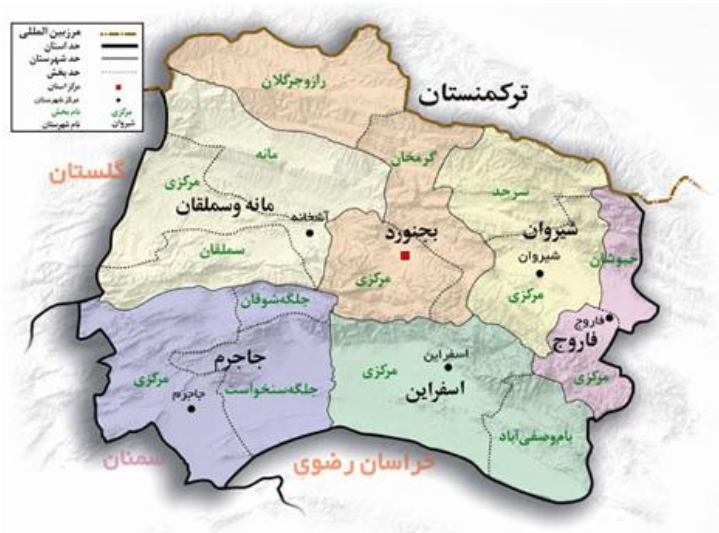 مرزبین المللی
حد استان
حد شهرستان
حد بخش
مرکز استان
مرکز شهرستان
مرکزی
نام بخش
شیروان
نام شهرستان
ترکمنستان
رازوجرگلان
گرمخان
مانه
گلستان
مرکزی
سرحد
مانه وسملقان
آشخانه
سملقان
بجنورد
مرکزی
شیروان
شیروان
مرکزی
خبوشان
جلگه‌شوقان
فاروج
فاروج
مرکزی
جاجرم
مرکزی
جاجرم
جلگه‌سنخواست
اسفراین
مرکزی
اسفراین
بام‌وصفی‌آباد
سمنان
خراسان رضوی